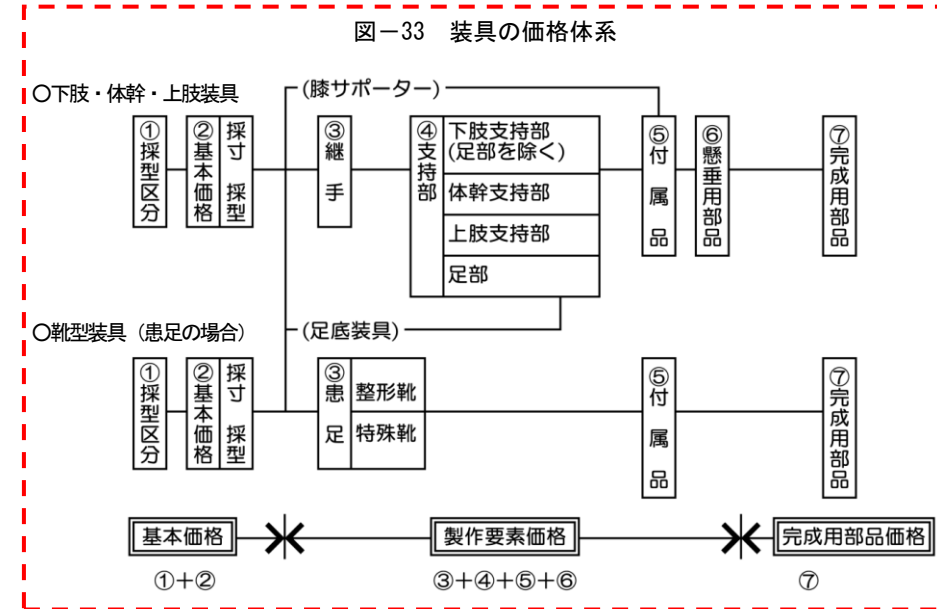 図－33 装具の価格体系
○下肢・体幹・上肢装具
(膝サポーター)
①採型区分
②基本価格
採寸 採型
③継手
④支持部
下肢支持部
(足部を除く)
体幹支持部
上肢支持部
足部
⑤付属品
⑥懸垂用部品
⑦完成用部品
(足底装具)
○靴型装具（患足の場合）
①採型区分
②基本価格
採寸 採型
③患足
整形靴
特殊靴
⑤付属品
⑦完成用部品
基本価格
製作要素価格
完成用部品価格
①+②
③+④+⑤+⑥
⑦